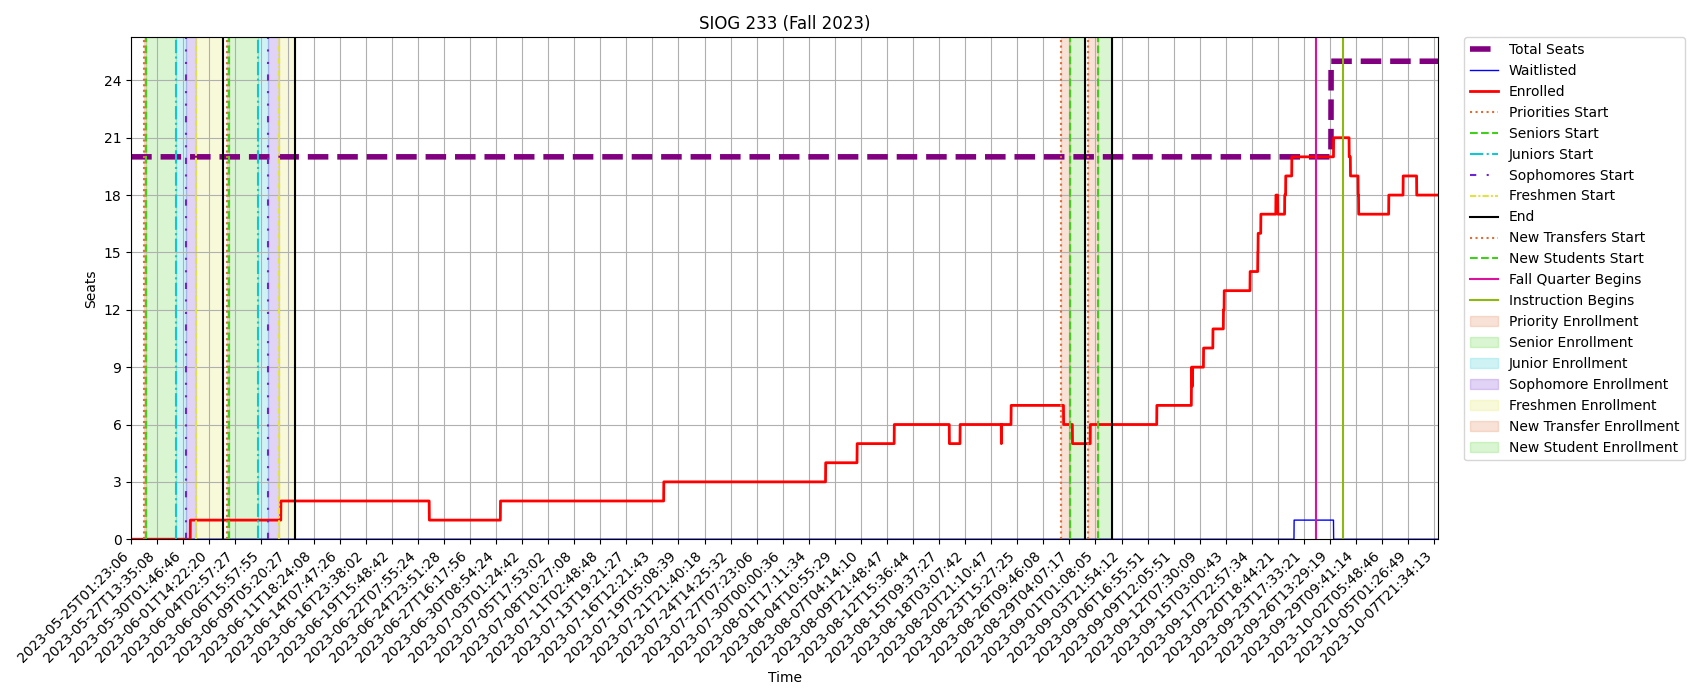 SIOG 233 (Fall 2023)
Seats
24
21
18
15
12
9
6
3
0
2023-05-25T01:23:06
2023-05-27T13:35:08
2023-05-30T01:46:46
2023-06-01T14:22:20
2023-06-04T02:57:27
2023-06-06T15:57:55
2023-06-09T05:20:27
2023-06-11T18:24:08
2023-06-14T07:47:26
2023-06-16T23:38:02
2023-06-19T15:48:42
2023-06-22T07:55:24
2023-06-24T23:51:28
2023-06-27T16:17:56
2023-06-30T08:54:24
2023-07-03T01:24:42
2023-07-05T17:53:02
2023-07-08T10:27:08
2023-07-11T02:48:48
2023-07-13T19:21:27
2023-07-16T12:21:43
2023-07-19T05:08:39
2023-07-21T21:40:18
2023-07-24T14:25:32
2023-07-27T07:23:06
2023-07-30T00:00:36
2023-08-01T17:11:34
2023-08-04T10:55:29
2023-08-07T04:14:10
2023-08-09T21:48:47
2023-08-12T15:36:44
2023-08-15T09:37:27
2023-08-18T03:07:42
2023-08-20T21:10:47
2023-08-23T15:27:25
2023-08-26T09:46:08
2023-08-29T04:07:17
2023-09-01T01:08:05
2023-09-03T21:54:12
2023-09-06T16:55:51
2023-09-09T12:05:51
2023-09-12T07:30:09
2023-09-15T03:00:43
2023-09-17T22:57:34
2023-09-20T18:44:21
2023-09-23T17:33:21
2023-09-26T13:29:19
2023-09-29T09:41:14
2023-10-02T05:48:46
2023-10-05T01:26:49
2023-10-07T21:34:13
Time
Total Seats
Waitlisted
Enrolled
Priorities Start
Seniors Start
Juniors Start
Sophomores Start
Freshmen Start
End
New Transfers Start
New Students Start
Fall Quarter Begins
Instruction Begins
Priority Enrollment
Senior Enrollment
Junior Enrollment
Sophomore Enrollment
Freshmen Enrollment
New Transfer Enrollment
New Student Enrollment